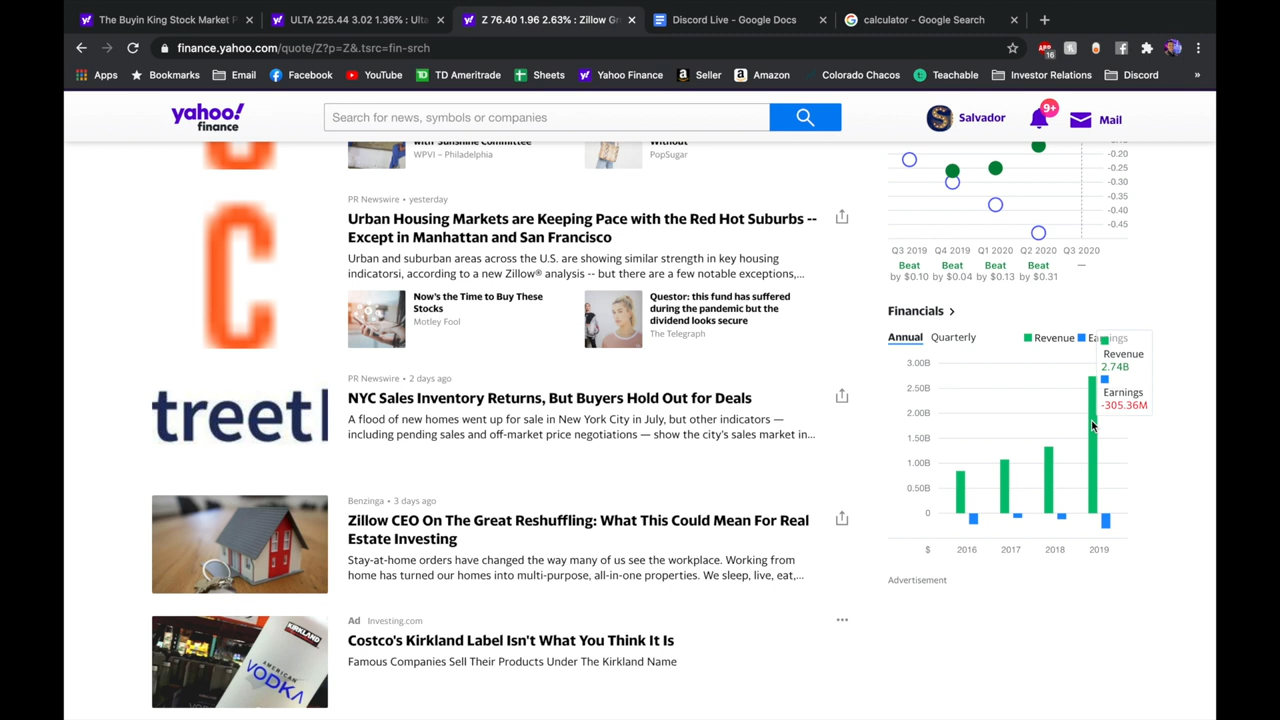 The Buyin King Stock Market P
ULTA 225.44 3.02 1.36% : Ulta
Z 76.40 1.96 2.63% : Zillow Gr
Discord Live - Google Docs
calculator - Google Search
finance.yahoo.com/quote/Z?p=Z&.tsrc=fin-srch
ABP
16
Apps
Bookmarks
Email
Facebook
YouTube
TD Ameritrade
Sheets
Yahoo Finance
Seller
Amazon
Colorado Chacos
Teachable
Investor Relations
Discord
»
yahoo!
finance
Search for news, symbols or companies
Salvador
9+
Mail
with 'Sunshine Committee'
WPVI – Philadelphia
Without
PopSugar
PR Newswire • yesterday
Urban Housing Markets are Keeping Pace with the Red Hot Suburbs --
Except in Manhattan and San Francisco
Urban and suburban areas across the U.S. are showing similar strength in key housing
indicatorsi, according to a new Zillow® analysis -- but there are a few notable exceptions,...
Now's the Time to Buy These
Stocks
Motley Fool
Questor: this fund has suffered
during the pandemic but the
dividend looks secure
The Telegraph
C
treetl
PR Newswire • 2 days ago
NYC Sales Inventory Returns, But Buyers Hold Out for Deals
A flood of new homes went up for sale in New York City in July, but other indicators —
including pending sales and off-market price negotiations — show the city's sales market in...
Benzinga • 3 days ago
Zillow CEO On The Great Reshuffling: What This Could Mean For Real
Estate Investing
Stay-at-home orders have changed the way many of us see the workplace. Working from
home has turned our homes into multi-purpose, all-in-one properties. We sleep, live, eat,...
Ad Investing.com
Costco's Kirkland Label Isn't What You Think It Is
Famous Companies Sell Their Products Under The Kirkland Name
KIRKLAND
AMERICAN
VODKA
-0.20
-0.25
-0.30
-0.35
-0.40
-0.45
Q3 2019 Q4 2019 Q1 2020 Q2 2020 Q3 2020
Beat Beat Beat Beat —
by $0.10 by $0.04 by $0.13 by $0.31
Financials
Annual Quarterly
Revenue Earnings
Revenue
2.74B
Earnings
-305.36M
3.00B
2.50B
2.00B
1.50B
1.00B
0.50B
0
$ 2016 2017 2018 2019
Advertisement